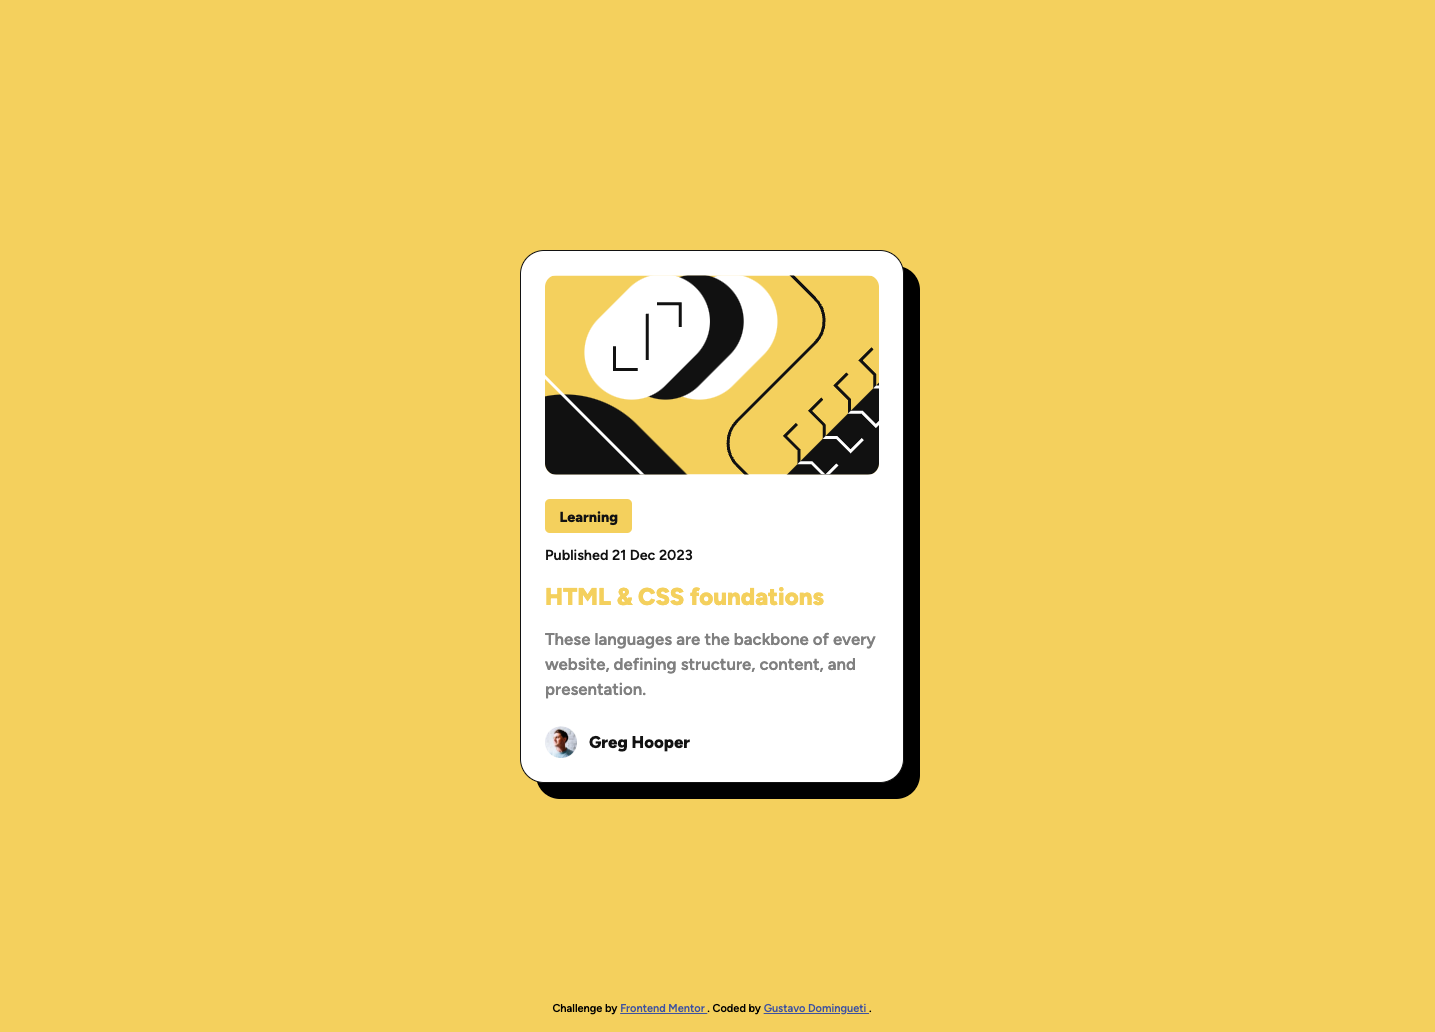 Learning
Published 21 Dec 2023
HTML & CSS foundations
These languages are the backbone of every
website, defining structure, content, and
presentation.
Greg Hooper
Challenge by Frontend Mentor . Coded by Gustavo Domingueti .